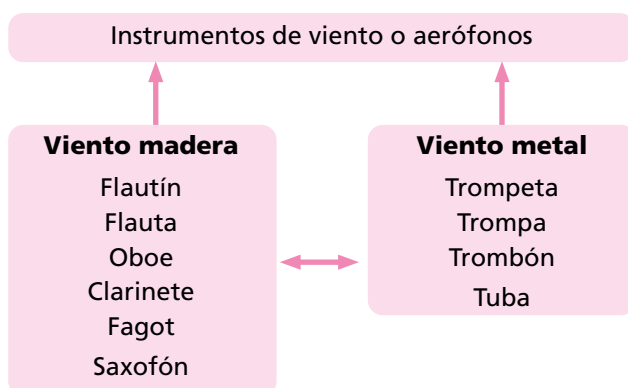 Instrumentos de viento o aerófonos
Viento madera
Flautín
Flauta
Oboe
Clarinete
Fagot
Saxofón
Viento metal
Trompeta
Trompa
Trombón
Tuba